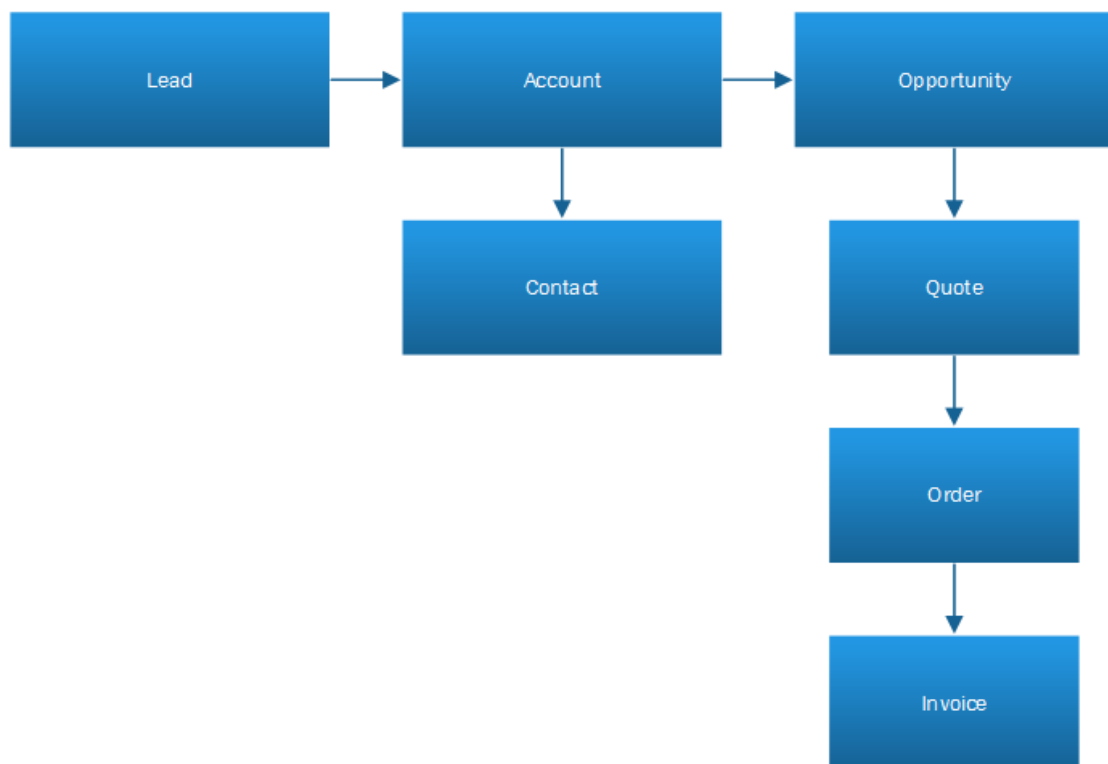 Lead
Account
Opportunity
Contact
Quote
Order
Invoice